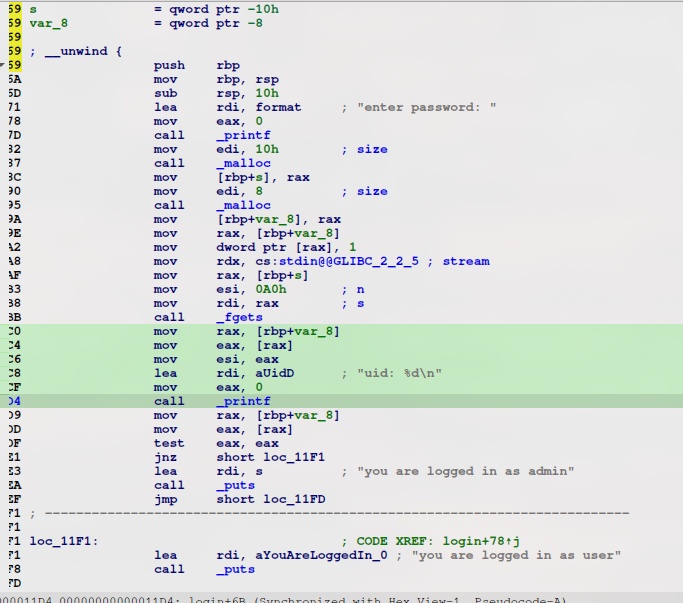 59 s = qword ptr -10h
59 var_8 = qword ptr -8
59
59 ; __unwind {
59 push rbp
5A mov rbp, rsp
5D sub rsp, 10h
71 lea rdi, format ; "enter password: "
78 mov eax, 0
7D call _printf
82 mov edi, 10h ; size
87 call _malloc
8C mov [rbp+s], rax
90 mov edi, 8 ; size
95 call _malloc
9A mov [rbp+var_8], rax
9E mov rax, [rbp+var_8]
A2 mov dword ptr [rax], 1
A8 mov rdx, cs:stdin@@GLIBC_2_2_5 ; stream
AF mov rax, [rbp+s]
B3 mov esi, 0A0h ; n
B8 mov rdi, rax ; s
BB call _fgets
C0 mov rax, [rbp+var_8]
C4 mov eax, [rax]
C6 mov esi, eax
C8 lea rdi, aUidD ; "uid: %d\n"
CF mov eax, 0
D4 call _printf
D9 mov rax, [rbp+var_8]
DD mov eax, [rax]
DF test eax, eax
E1 jnz short loc_11F1
E3 lea rdi, s ; "you are logged in as admin"
EA call _puts
EF jmp short loc_11FD
F1 ; ---------------------------------------------------------------------------
F1
F1 loc_11F1: ; CODE XREF: login+78↑j
F1 lea rdi, aYouAreLoggedIn_0 ; "you are logged in as user"
F8 call _puts
FD
000011D4 00000000000011D4: login+6B (Synchronized with Hex View-1, Pseudocode-A)